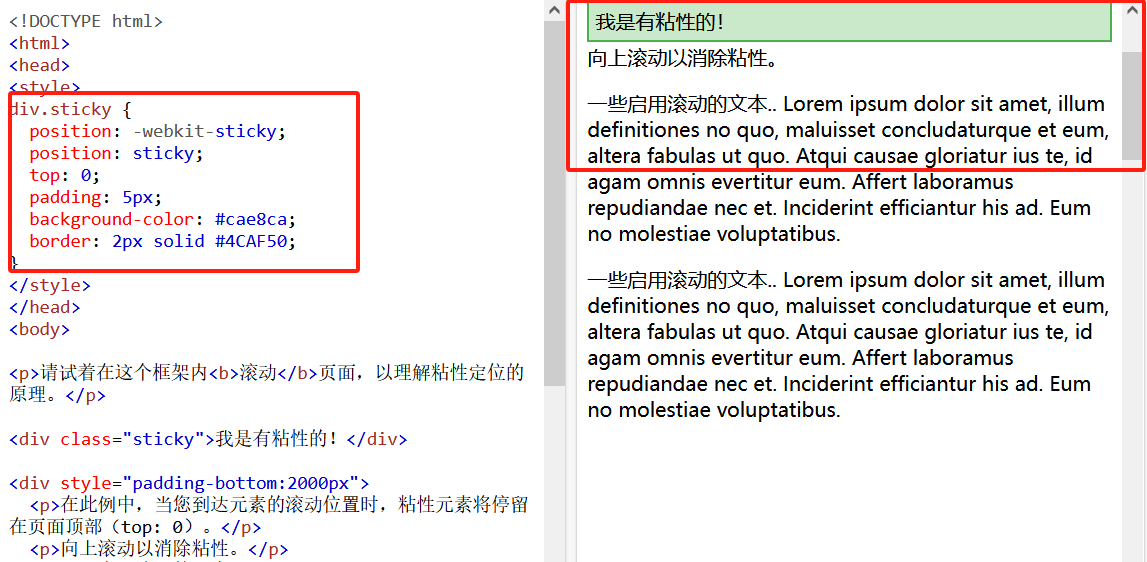 <!DOCTYPE html>
<html>
<head>
<style>
div.sticky {
  position: -webkit-sticky;
  position: sticky;
  top: 0;
  padding: 5px;
  background-color: #cae8ca;
  border: 2px solid #4CAF50;
}
</style>
</head>
<body>
<p>请试着在这个框架内<b>滚动</b>页面，以理解粘性定位的
原理。</p>
<div class="sticky">我是有粘性的！</div>
<div style="padding-bottom:2000px">
  <p>在此例中，当您到达元素的滚动位置时，粘性元素将停留
在页面顶部（top: 0）。</p>
  <p>向上滚动以消除粘性。</p>
我是有粘性的！
向上滚动以消除粘性。
一些启用滚动的文本.. Lorem ipsum dolor sit amet, illum
definitiones no quo, maluisset concludaturque et eum,
altera fabulas ut quo. Atqui causae gloriatur ius te, id
agam omnis evertitur eum. Affert laboramus
repudiandae nec et. Inciderint efficiantur his ad. Eum
no molestiae voluptatibus.
一些启用滚动的文本.. Lorem ipsum dolor sit amet, illum
definitiones no quo, maluisset concludaturque et eum,
altera fabulas ut quo. Atqui causae gloriatur ius te, id
agam omnis evertitur eum. Affert laboramus
repudiandae nec et. Inciderint efficiantur his ad. Eum
no molestiae voluptatibus.